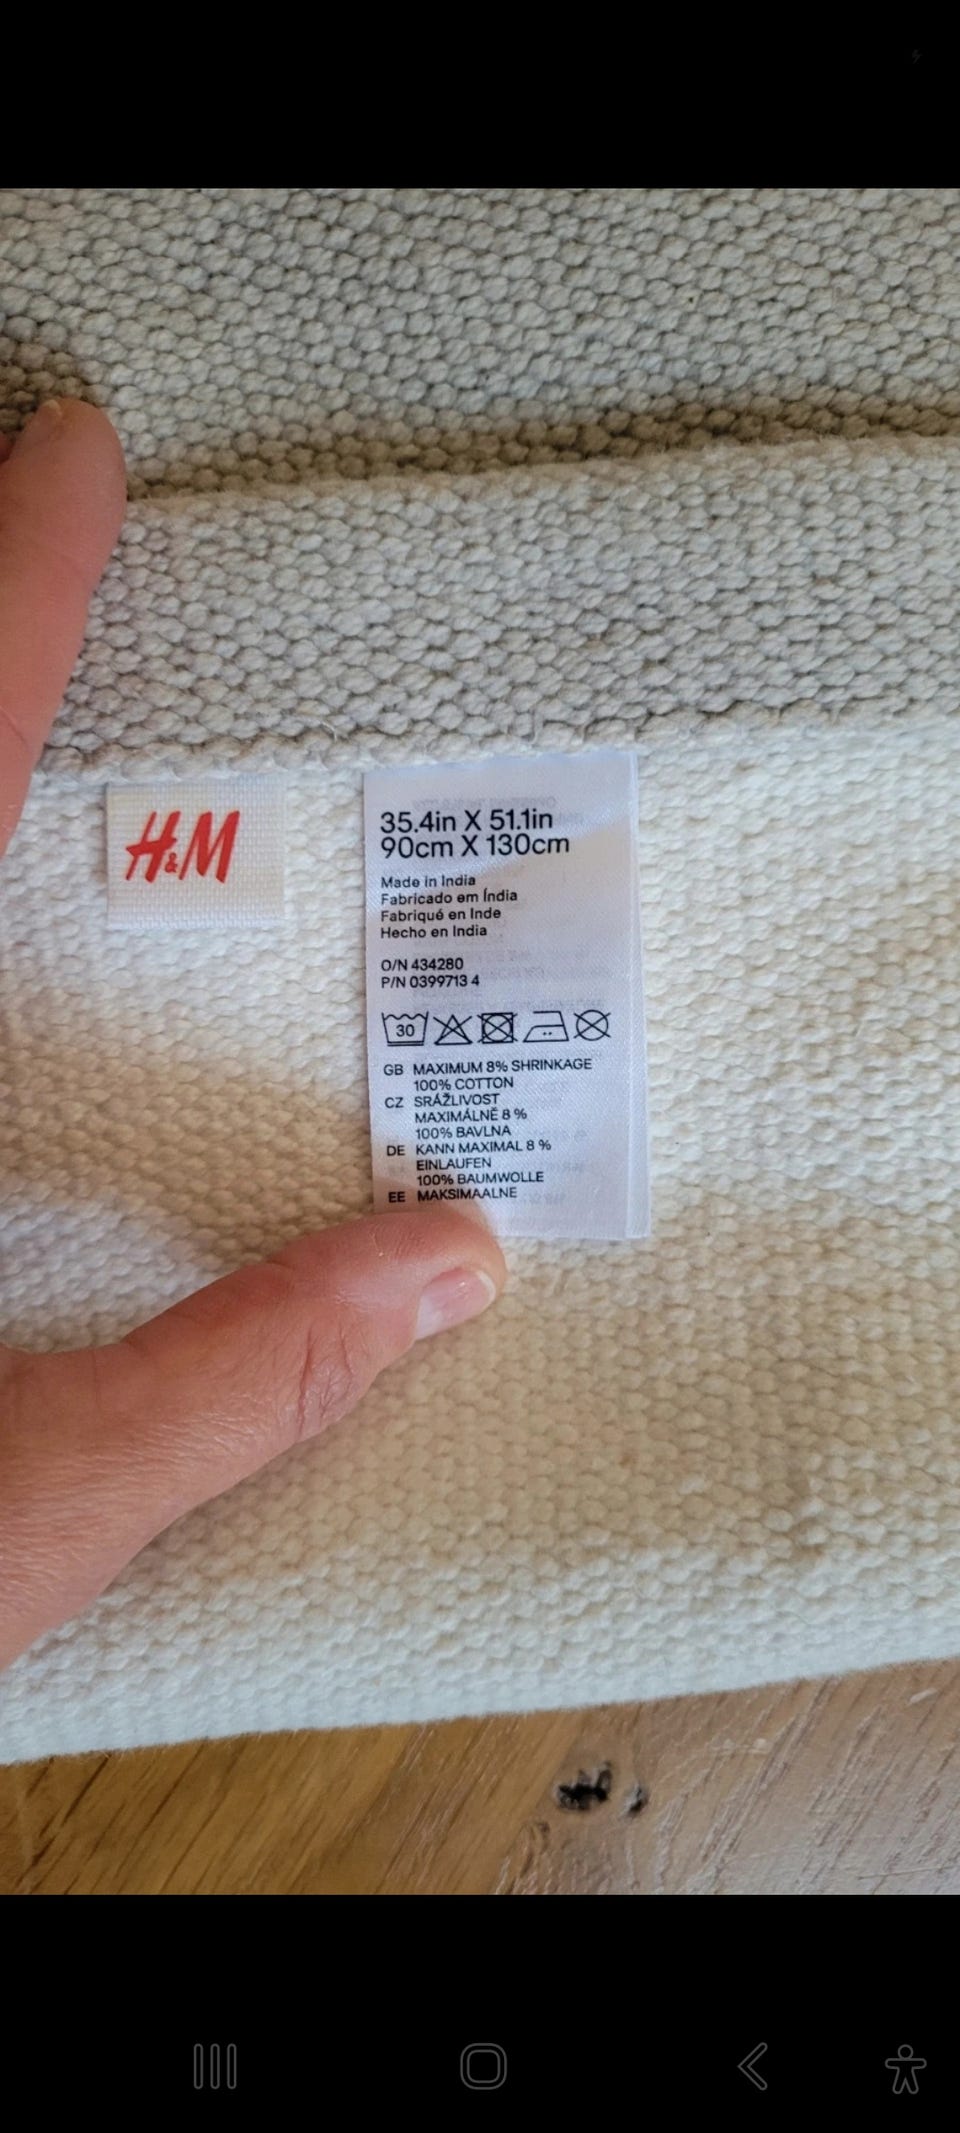 H&M
35.4in X 51.1in
90cm X 130cm
Made in India
Fabricado em Índia
Fabriqué en Inde
Hecho en India
O/N 434280
P/N 0399713 4
30
GB MAXIMUM 8% SHRINKAGE
100% COTTON
CZ SRÁŽLIVOST
MAXIMÁLNĚ 8 %
100% BAVLNA
DE KANN MAXIMAL 8 %
EINLAUFEN
100% BAUMWOLLE
EE MAKSIMAALNE